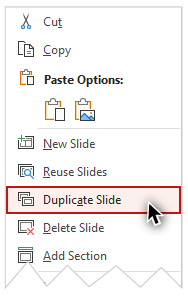 Cut
Copy
Paste Options:
New Slide
Reuse Slides
Duplicate Slide
Delete Slide
Add Section